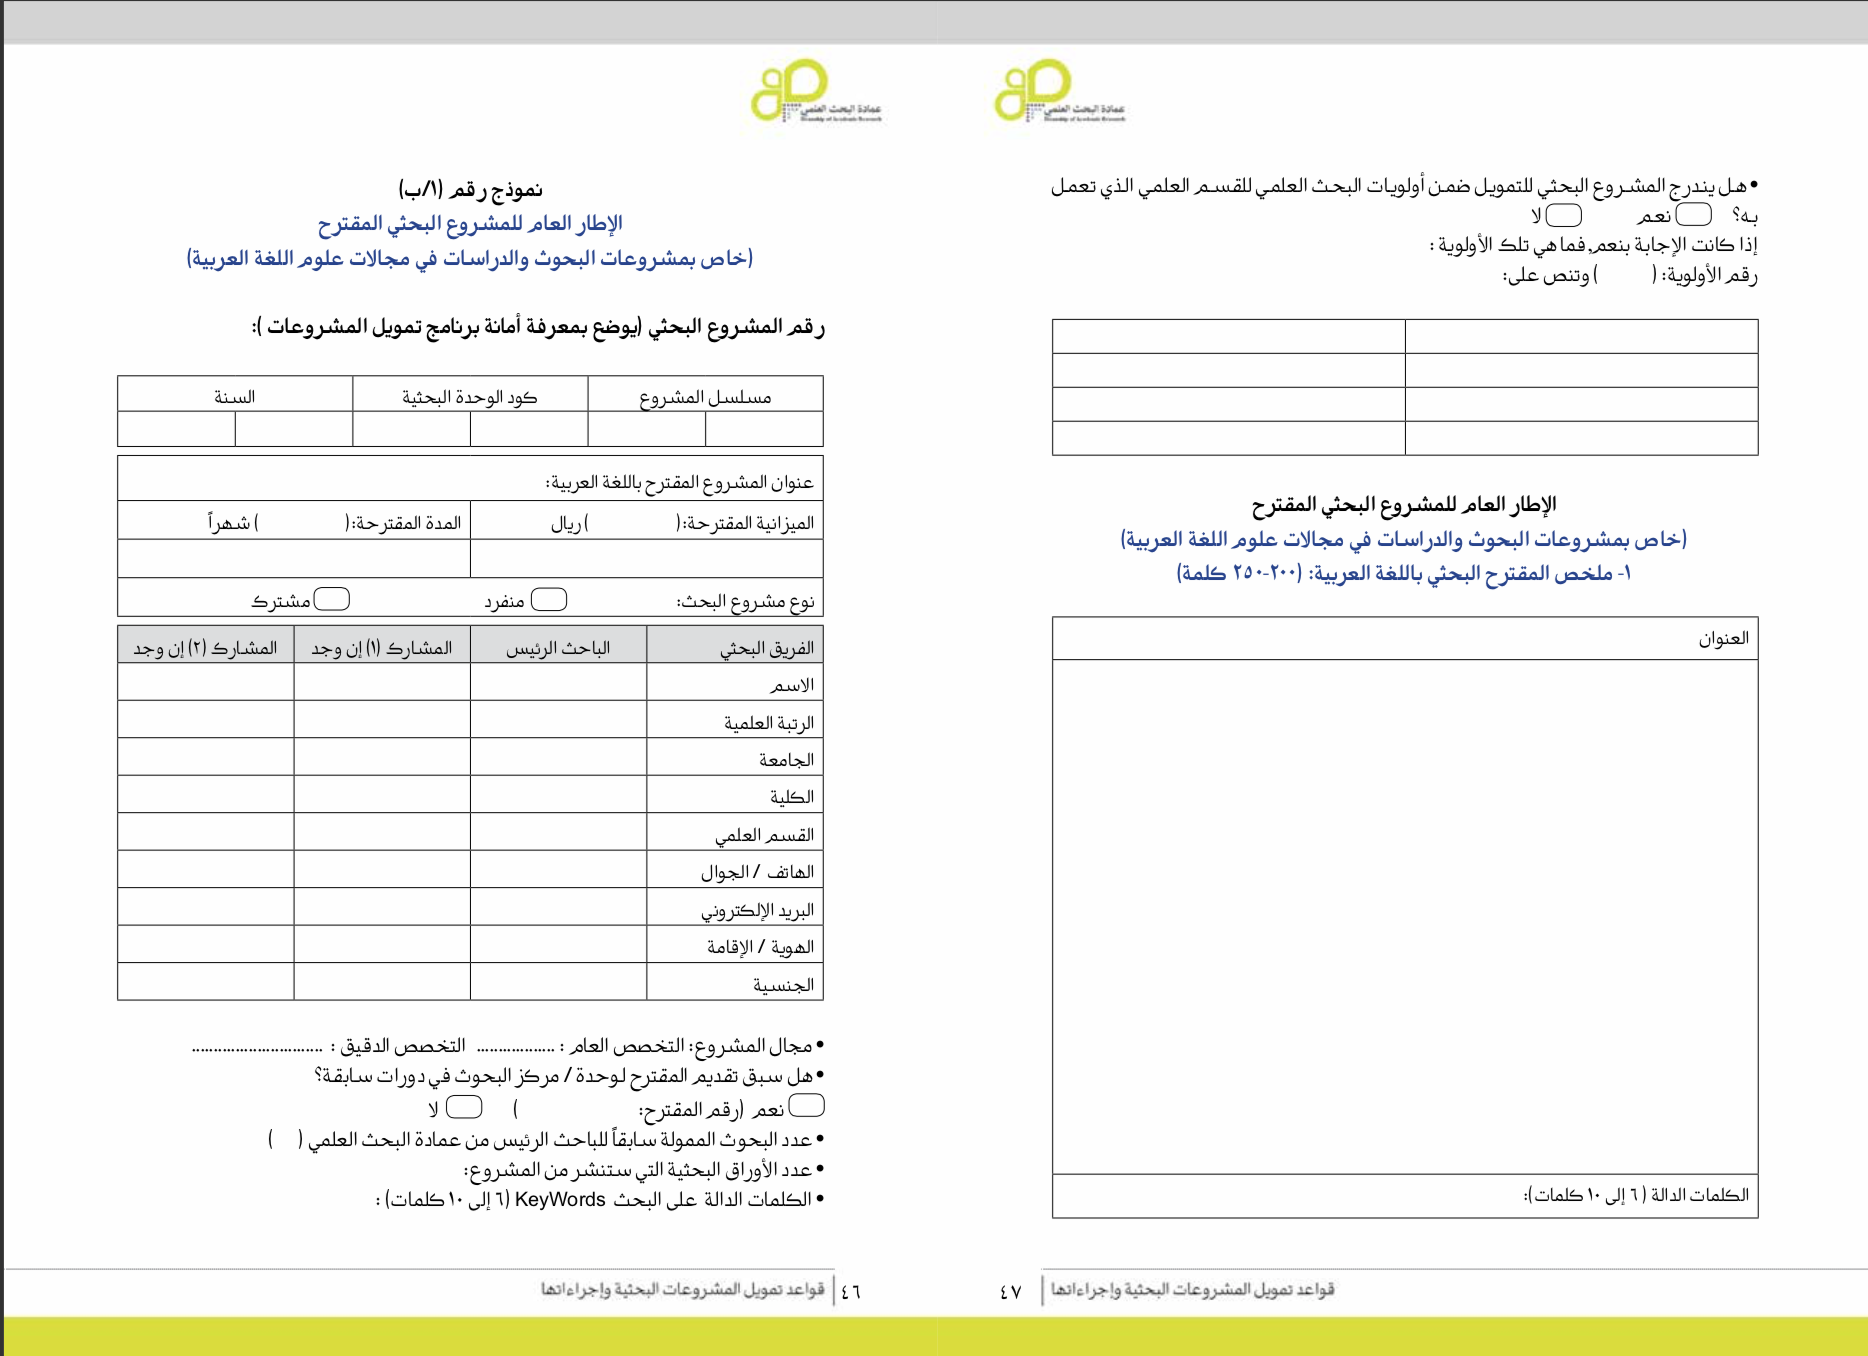 عمادة البحث العلمي
Deanship of Academic Research
نموذج رقم (١/ب)
الإطار العام للمشروع البحثي المقترح
(خاص بمشروعات البحوث والدراسات في مجالات علوم اللغة العربية)
رقم المشروع البحثي (يوضع بمعرفة أمانة برنامج تمويل المشروعات ):
مسلسل المشروع كود الوحدة البحثية السنة
عنوان المشروع المقترح باللغة العربية:
الميزانية المقترحة:( ) ريال المدة المقترحة:( ) شهراً
نوع مشروع البحث: منفرد مشترك
الفريق البحثي الباحث الرئيس المشارك (١) إن وجد المشارك (٢) إن وجد
الاسم
الرتبة العلمية
الجامعة
الكلية
القسم العلمي
الهاتف / الجوال
البريد الإلكتروني
الهوية / الإقامة
الجنسية
• مجال المشروع: التخصص العام : .................. التخصص الدقيق : ..............................
• هل سبق تقديم المقترح لوحدة / مركز البحوث في دورات سابقة؟
نعم (رقم المقترح: ) لا
• عدد البحوث الممولة سابقاً للباحث الرئيس من عمادة البحث العلمي ( )
• عدد الأوراق البحثية التي ستنشر من المشروع:
• الكلمات الدالة على البحث KeyWords (٦ إلى ١٠ كلمات) :
٤٦ قواعد تمويل المشروعات البحثية وإجراءاتها
عمادة البحث العلمي
Deanship of Academic Research
• هل يندرج المشروع البحثي للتمويل ضمن أولويات البحث العلمي للقسم العلمي الذي تعمل
به؟ نعم لا
إذا كانت الإجابة بنعم, فما هي تلك الأولوية :
رقم الأولوية: ( ) وتنص على:
الإطار العام للمشروع البحثي المقترح
(خاص بمشروعات البحوث والدراسات في مجالات علوم اللغة العربية)
١- ملخص المقترح البحثي باللغة العربية: (٢٠٠-٢٥٠ كلمة)
العنوان
الكلمات الدالة ( ٦ إلى ١٠ كلمات):
قواعد تمويل المشروعات البحثية وإجراءاتها ٤٧